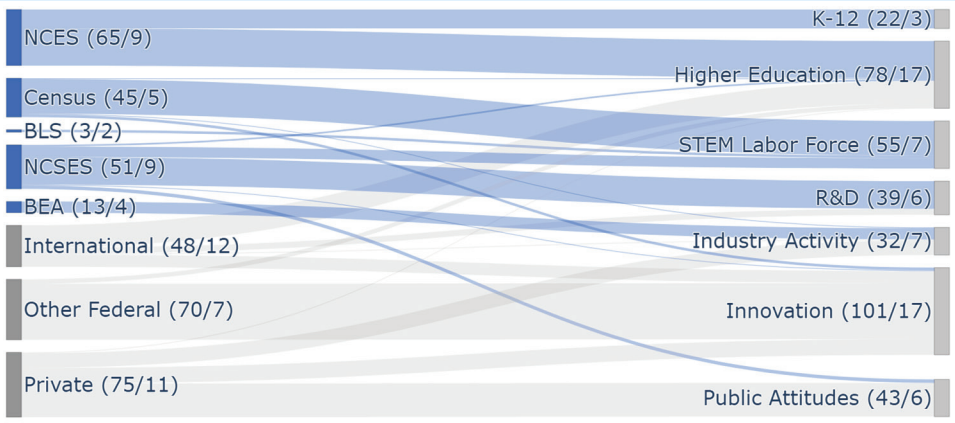 NCES (65/9)
Census (45/5)
BLS (3/2)
NCSES (51/9)
BEA (13/4)
International (48/12)
Other Federal (70/7)
Private (75/11)
K-12 (22/3)
Higher Education (78/17)
STEM Labor Force (55/7)
R&D (39/6)
Industry Activity (32/7)
Innovation (101/17)
Public Attitudes (43/6)